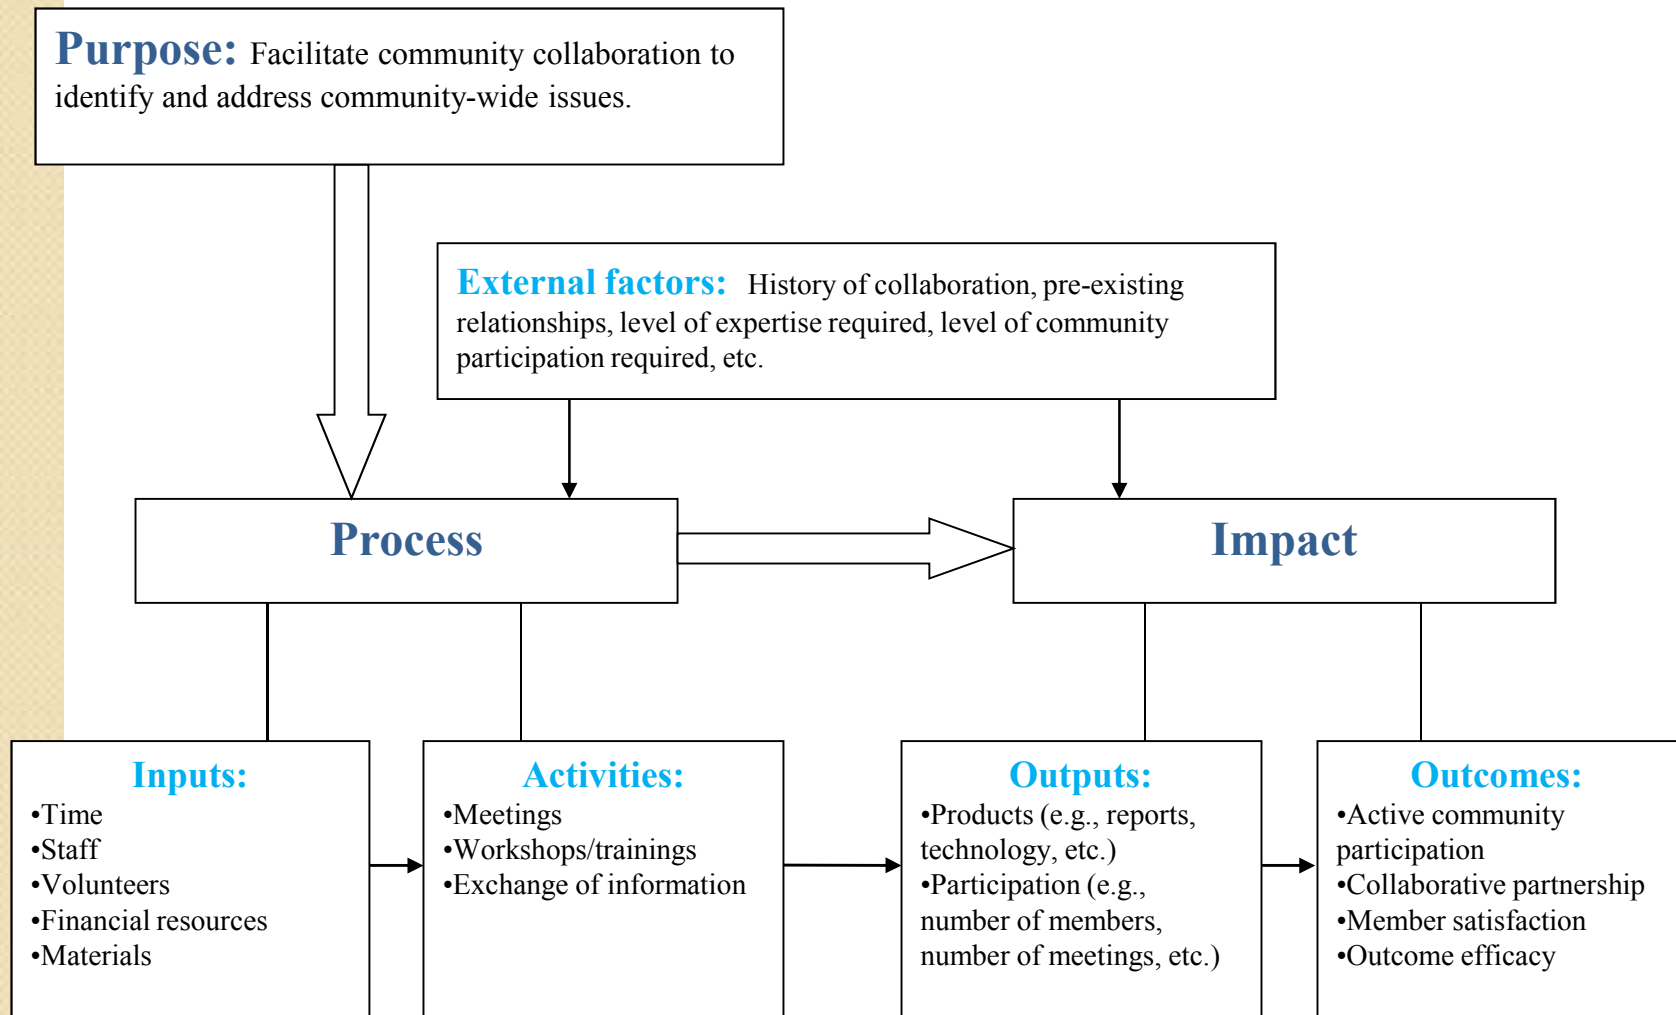 Purpose: Facilitate community collaboration to
identify and address community-wide issues.
External factors: History of collaboration, pre-existing
relationships, level of expertise required, level of community
participation required, etc.
Process
Impact
Inputs:
•Time
•Staff
•Volunteers
•Financial resources
•Materials
Activities:
•Meetings
•Workshops/trainings
•Exchange of information
Outputs:
•Products (e.g., reports,
technology, etc.)
•Participation (e.g.,
number of members,
number of meetings, etc.)
Outcomes:
•Active community
participation
•Collaborative partnership
•Member satisfaction
•Outcome efficacy